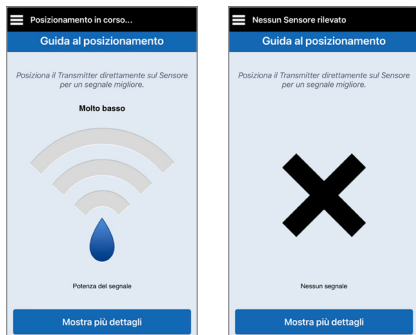 Posizionamento in corso...
Guida al posizionamento
Posiziona il Transmitter direttamente sul Sensore
per un segnale migliore.
Molto basso
Potenza del segnale
Mostra più dettagli
Nessun Sensore rilevato
Guida al posizionamento
Posiziona il Transmitter direttamente sul Sensore
per un segnale migliore.
Nessun segnale
Mostra più dettagli